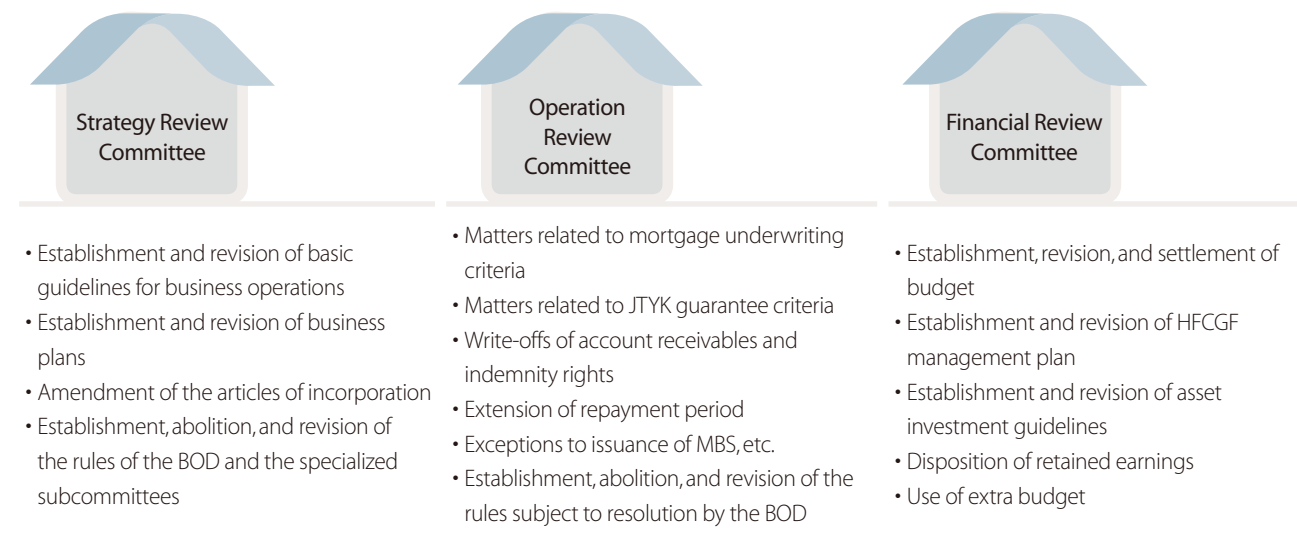 Strategy Review
Committee
• Establishment and revision of basic
guidelines for business operations
• Establishment and revision of business
plans
• Amendment of the articles of incorporation
• Establishment, abolition, and revision of
the rules of the BOD and the specialized
subcommittees
Operation
Review
Committee
• Matters related to mortgage underwriting
criteria
• Matters related to JTYK guarantee criteria
• Write-offs of account receivables and
indemnity rights
• Extension of repayment period
• Exceptions to issuance of MBS, etc.
• Establishment, abolition, and revision of the
rules subject to resolution by the BOD
Financial Review
Committee
• Establishment, revision, and settlement of
budget
• Establishment and revision of HFCGF
management plan
• Establishment and revision of asset
investment guidelines
• Disposition of retained earnings
• Use of extra budget